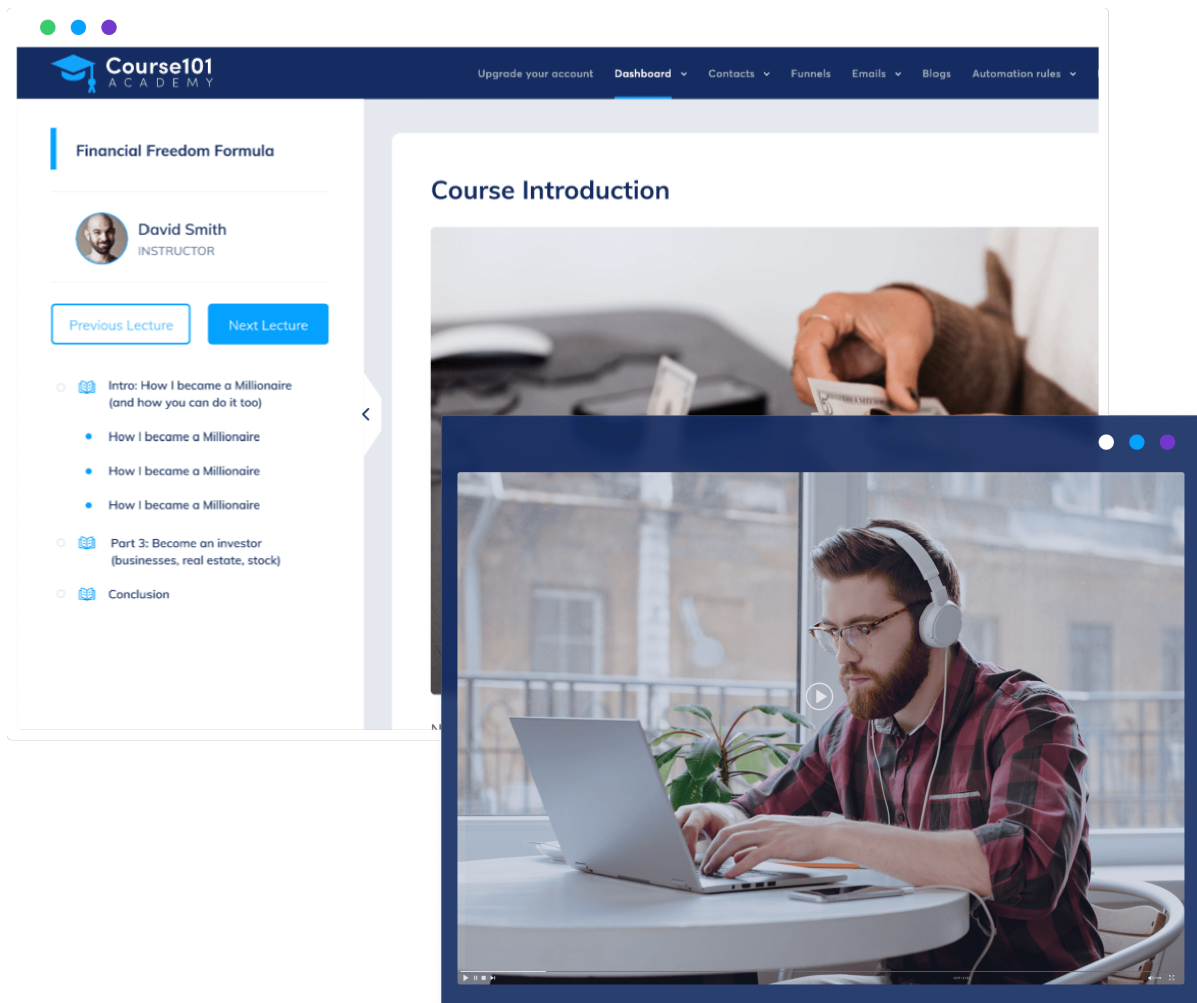 Course101
ACADEMY
Upgrade your account Dashboard Contacts Funnels Emails Blogs Automation rules
Financial Freedom Formula
David Smith
INSTRUCTOR
Previous Lecture Next Lecture
Intro: How I became a Millionaire
(and how you can do it too)
How I became a Millionaire
How I became a Millionaire
How I became a Millionaire
Part 3: Become an investor
(businesses, real estate, stock)
Conclusion
Course Introduction